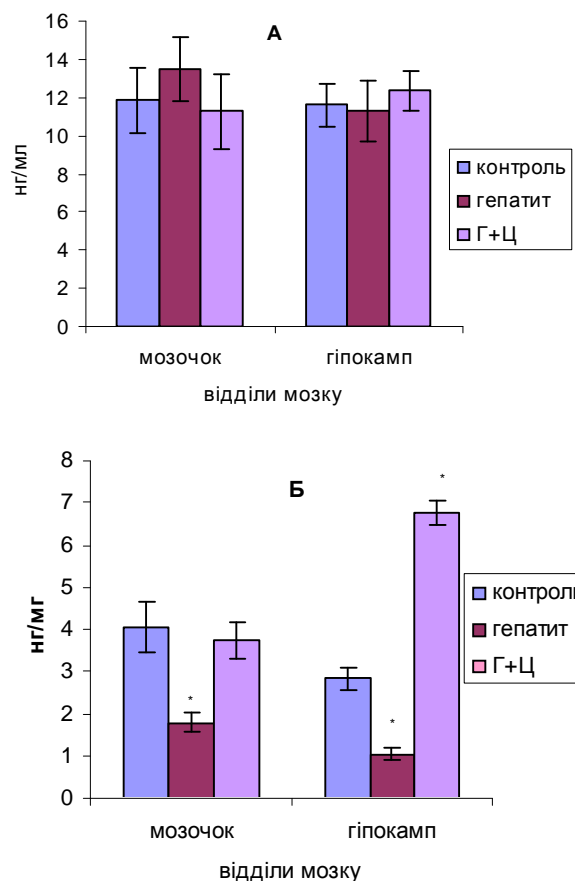 16
А
14
12
10
8
6
4
2
0
нг/мл
контроль
гепатит
Г+Ц
мозочок гіпокамп
відділи мозку
8
Б
7
6
5
4
3
2
1
0
нг/мг
*
*
*
контроль
гепатит
Г+Ц
мозочок гіпокамп
відділи мозку